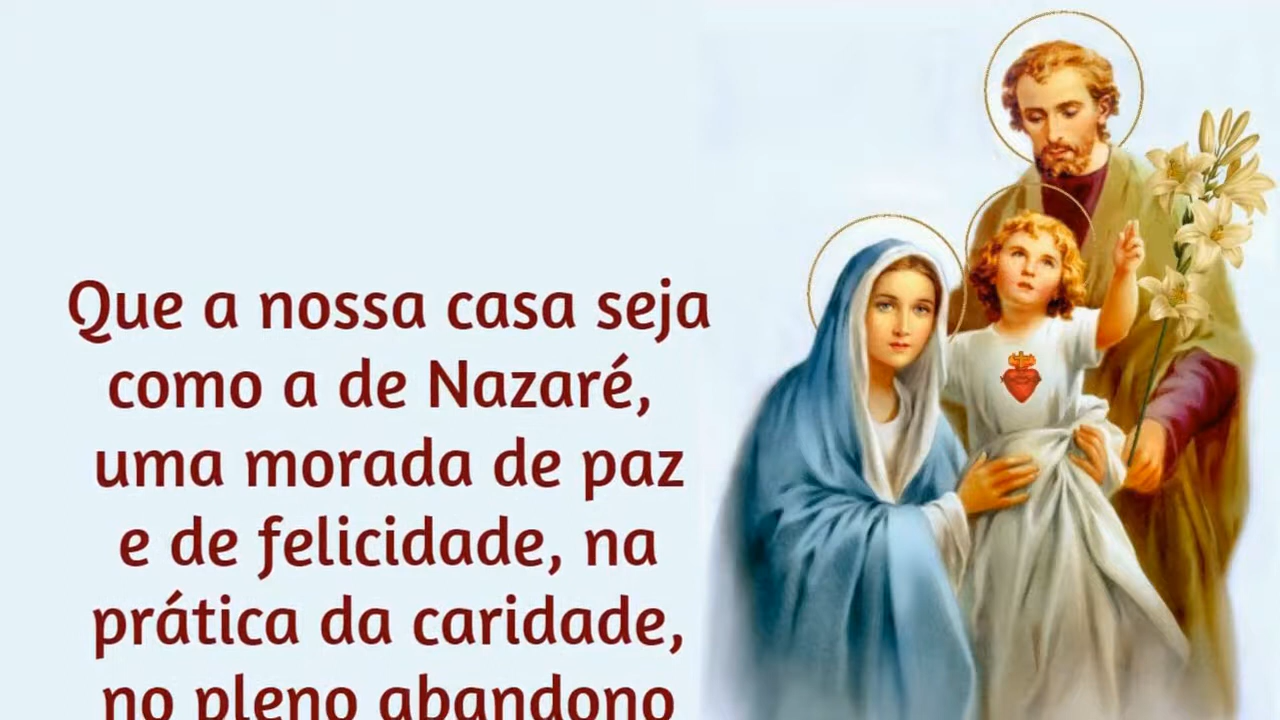 Que a nossa casa seja
como a de Nazaré,
uma morada de paz
e de felicidade, na
prática da caridade,
no pleno abandono